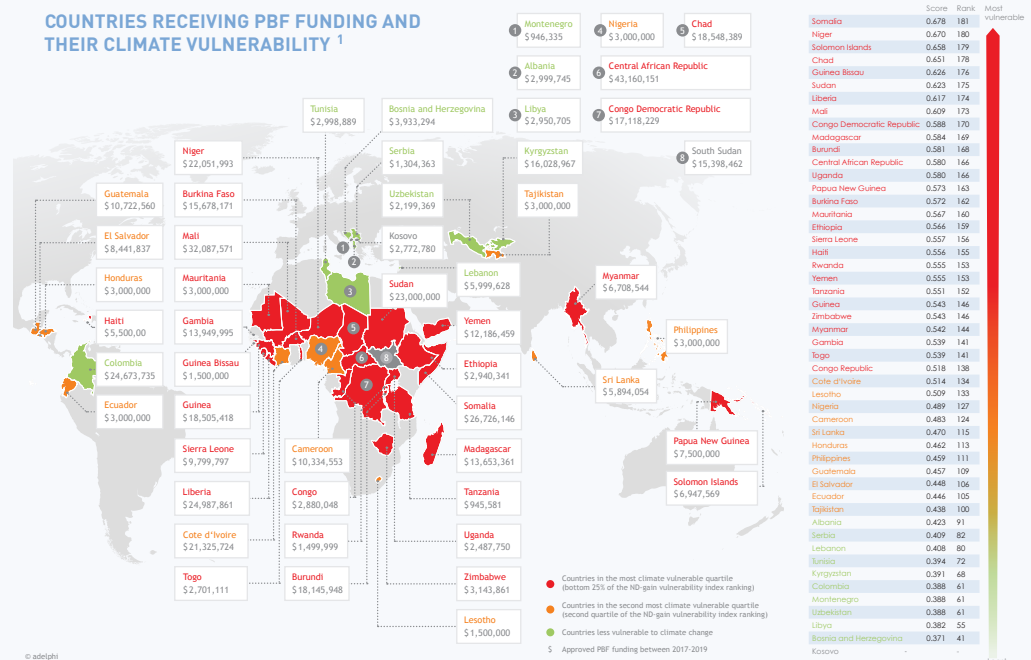 COUNTRIES RECEIVING PBF FUNDING AND
THEIR CLIMATE VULNERABILITY 1
1
Montenegro
$946,335
4
Nigeria
$3,000,000
5
Chad
$18,548,389
2
Albania
$2,999,745
6
Central African Republic
$43,160,151
3
Libya
$2,950,705
7
Congo Democratic Republic
$17,118,229
8
South Sudan
$15,398,462
Tunisia
$2,998,889
Bosnia and Herzegovina
$3,933,294
Niger
$22,051,993
Serbia
$1,304,363
Kyrgyzstan
$16,028,967
Guatemala
$10,722,560
Burkina Faso
$15,678,171
Uzbekistan
$2,199,369
Tajikistan
$3,000,000
El Salvador
$8,441,837
Mali
$32,087,571
Kosovo
$2,772,780
Honduras
$3,000,000
Mauritania
$3,000,000
Sudan
$23,000,000
Lebanon
$5,999,628
Myanmar
$6,708,544
Haiti
$5,500,00
Gambia
$13,949,995
Yemen
$12,186,459
Philippines
$3,000,000
Colombia
$24,673,735
Guinea Bissau
$1,500,000
Ethiopia
$2,940,341
Sri Lanka
$5,894,054
Ecuador
$3,000,000
Guinea
$18,505,418
Somalia
$26,726,146
Papua New Guinea
$7,500,000
Sierra Leone
$9,799,797
Cameroon
$10,334,553
Madagascar
$13,653,361
Solomon Islands
$6,947,569
Liberia
$24,987,861
Congo
$2,880,048
Tanzania
$945,581
Cote d'Ivoire
$21,325,724
Rwanda
$1,499,999
Uganda
$2,487,750
Togo
$2,701,111
Burundi
$18,145,948
Zimbabwe
$3,143,861
Lesotho
$1,500,000
1
2
3
4
5
6
7
8
Countries in the most climate vulnerable quartile
(bottom 25% of the ND-gain vulnerability index ranking)
Countries in the second most climate vulnerable quartile
(second quartile of the ND-gain vulnerability index ranking)
Countries less vulnerable to climate change
$ Approved PBF funding between 2017-2019
© adelphi
Score Rank
Most
vulnerable
Somalia 0.678 181
Niger 0.670 180
Solomon Islands 0.658 179
Chad 0.651 178
Guinea Bissau 0.626 176
Sudan 0.623 175
Liberia 0.617 174
Mali 0.609 173
Congo Democratic Republic 0.588 170
Madagascar 0.584 169
Burundi 0.581 168
Central African Republic 0.580 166
Uganda 0.580 166
Papua New Guinea 0.573 163
Burkina Faso 0.572 162
Mauritania 0.567 160
Ethiopia 0.566 159
Sierra Leone 0.557 156
Haiti 0.556 155
Rwanda 0.555 153
Yemen 0.555 153
Tanzania 0.551 152
Guinea 0.543 146
Zimbabwe 0.543 146
Myanmar 0.542 144
Gambia 0.539 141
Togo 0.539 141
Congo Republic 0.518 138
Cote d'Ivoire 0.514 134
Lesotho 0.509 133
Nigeria 0.489 127
Cameroon 0.483 124
Sri Lanka 0.470 115
Honduras 0.462 113
Philippines 0.459 111
Guatemala 0.457 109
El Salvador 0.448 106
Ecuador 0.446 105
Tajikistan 0.438 100
Albania 0.423 91
Serbia 0.409 82
Lebanon 0.408 80
Tunisia 0.394 72
Kyrgyzstan 0.391 68
Colombia 0.388 61
Montenegro 0.388 61
Uzbekistan 0.388 61
Libya 0.382 55
Bosnia and Herzegovina 0.371 41
Kosovo - -